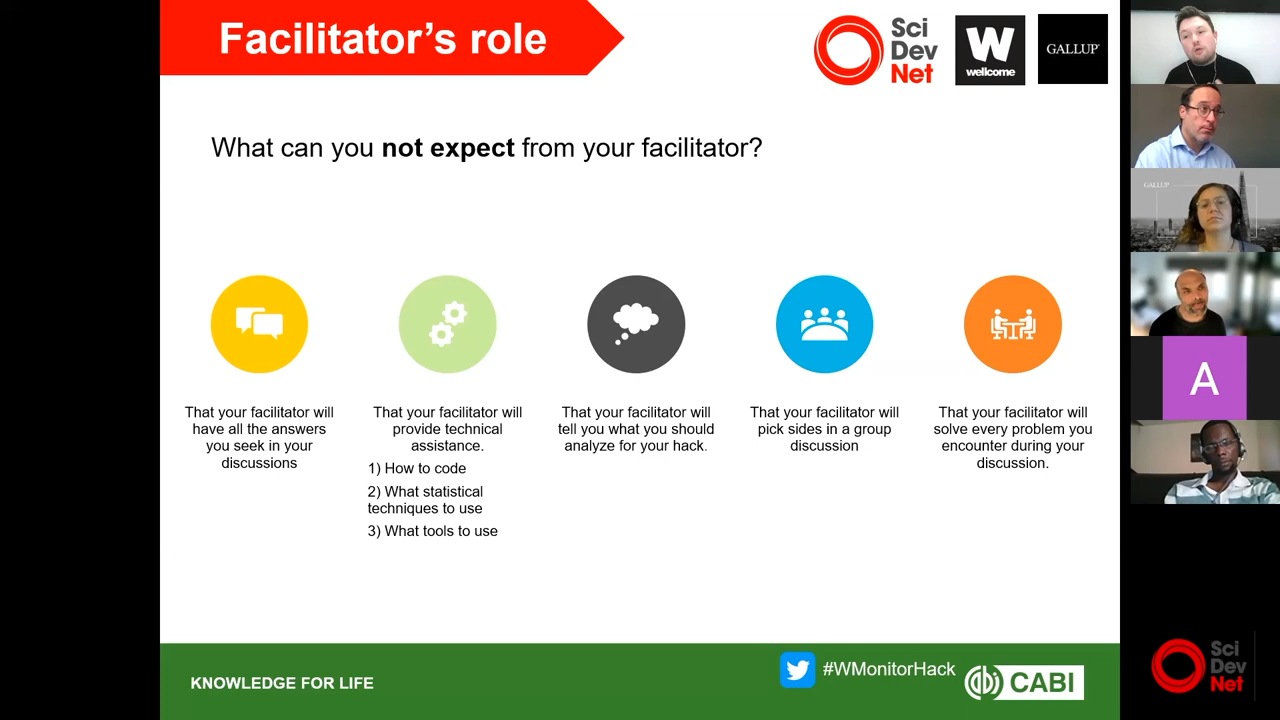 Facilitator's role
Sci
Dev
Net
W
wellcome
GALLUP
What can you not expect from your facilitator?
That your facilitator will
have all the answers
you seek in your
discussions
That your facilitator will
provide technical
assistance.
1) How to code
2) What statistical
techniques to use
3) What tools to use
That your facilitator will
tell you what you should
analyze for your hack.
That your facilitator will
pick sides in a group
discussion
That your facilitator will
solve every problem you
encounter during your
discussion.
KNOWLEDGE FOR LIFE
#WMonitorHack
CABI
GALLUP
A
Sci
Dev
Net